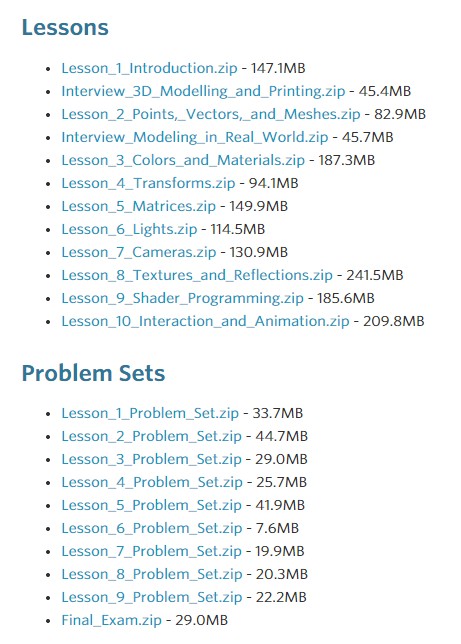 Lessons
Lesson_1_Introduction.zip - 147.1MB
Interview_3D_Modelling_and_Printing.zip - 45.4MB
Lesson_2_Points,_Vectors,_and_Meshes.zip - 82.9MB
Interview_Modeling_in_Real_World.zip - 45.7MB
Lesson_3_Colors_and_Materials.zip - 187.3MB
Lesson_4_Transforms.zip - 94.1MB
Lesson_5_Matrices.zip - 149.9MB
Lesson_6_Lights.zip - 114.5MB
Lesson_7_Cameras.zip - 130.9MB
Lesson_8_Textures_and_Reflections.zip - 241.5MB
Lesson_9_Shader_Programming.zip - 185.6MB
Lesson_10_Interaction_and_Animation.zip - 209.8MB
Problem Sets
Lesson_1_Problem_Set.zip - 33.7MB
Lesson_2_Problem_Set.zip - 44.7MB
Lesson_3_Problem_Set.zip - 29.0MB
Lesson_4_Problem_Set.zip - 25.7MB
Lesson_5_Problem_Set.zip - 41.9MB
Lesson_6_Problem_Set.zip - 7.6MB
Lesson_7_Problem_Set.zip - 19.9MB
Lesson_8_Problem_Set.zip - 20.3MB
Lesson_9_Problem_Set.zip - 22.2MB
Final_Exam.zip - 29.0MB